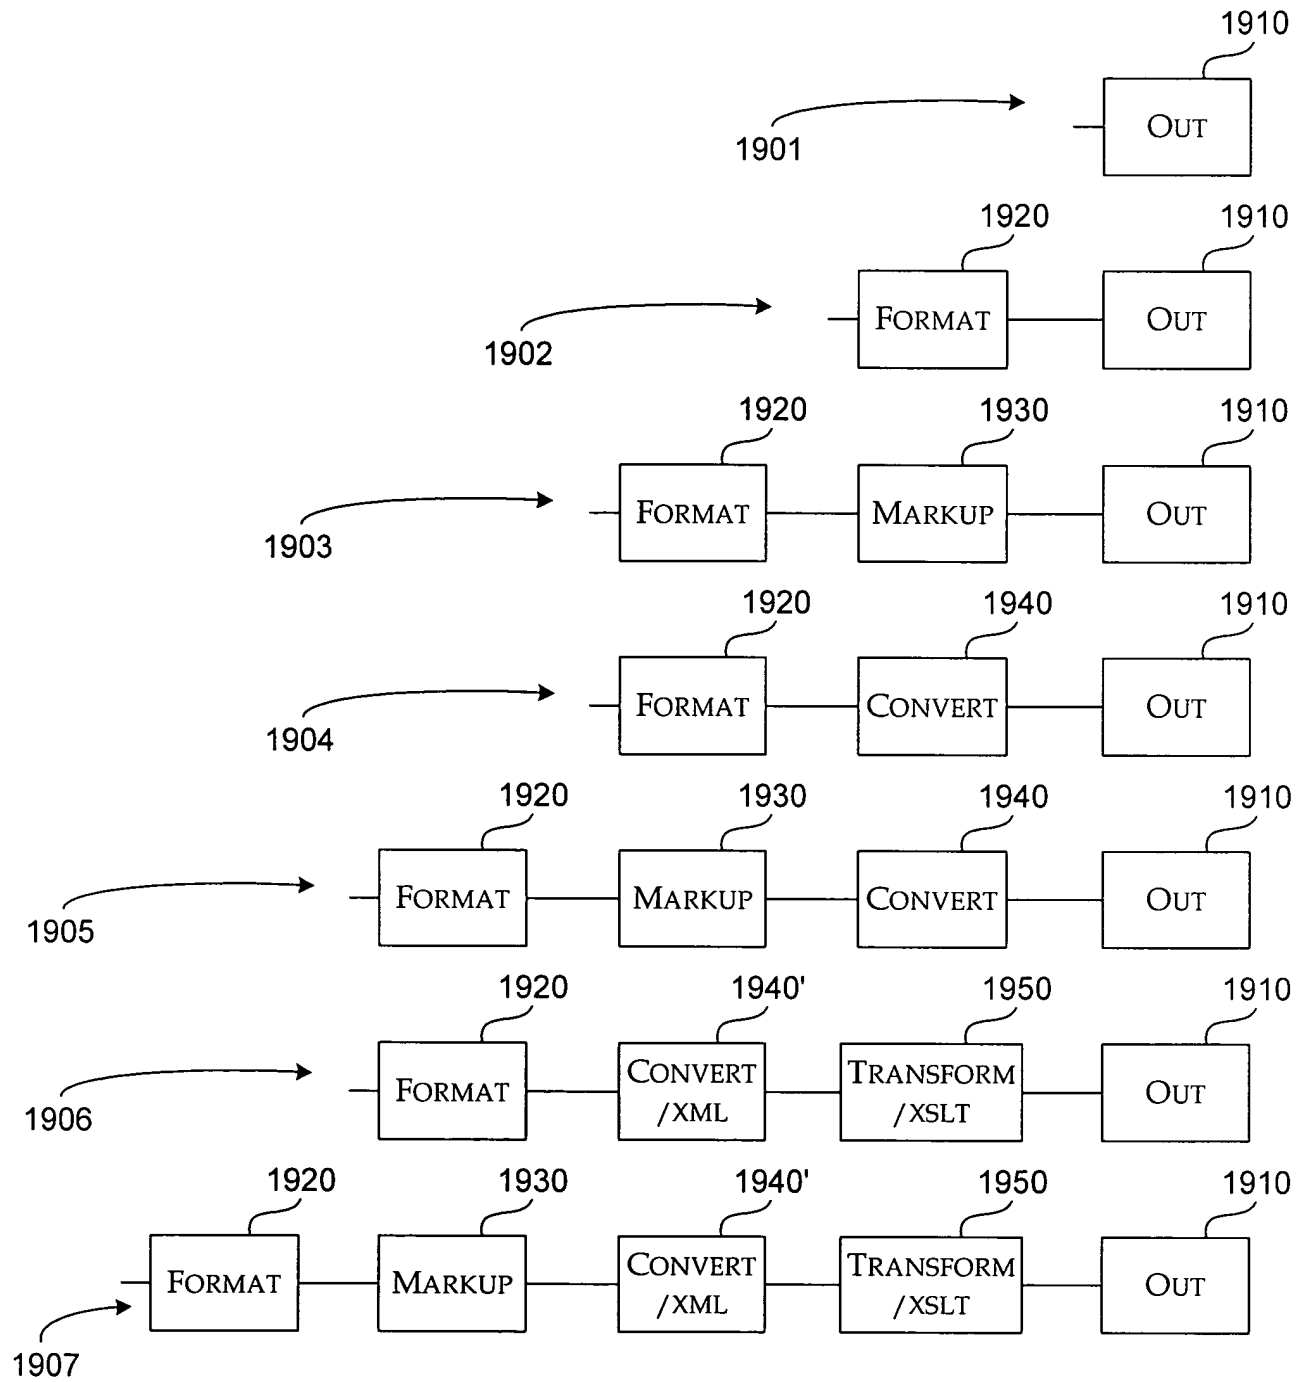 1910
OUT
1901
1920 1910
FORMAT OUT
1902
1920 1930 1910
FORMAT MARKUP OUT
1903
1920 1940 1910
FORMAT CONVERT OUT
1904
1920 1930 1940 1910
FORMAT MARKUP CONVERT OUT
1905
1920 1940' 1950 1910
FORMAT CONVERT /XML TRANSFORM /XSLT OUT
1906
1920 1930 1940' 1950 1910
FORMAT MARKUP CONVERT /XML TRANSFORM /XSLT OUT
1907